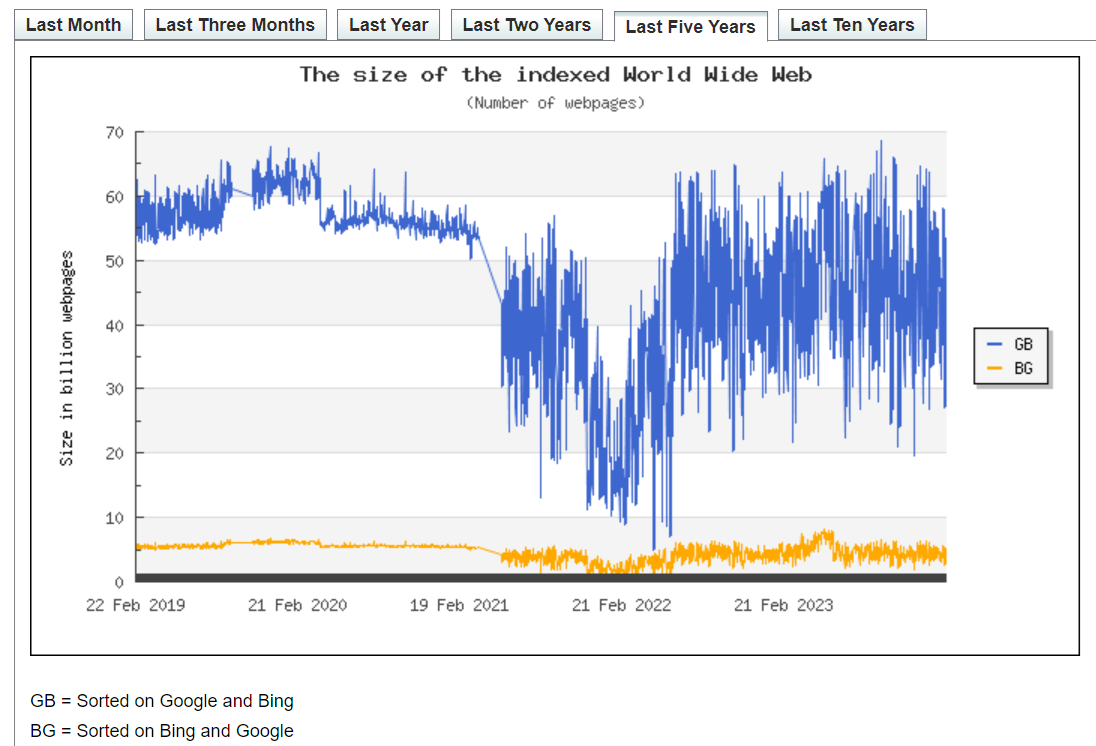 Last Month Last Three Months Last Year Last Two Years Last Five Years Last Ten Years
The size of the indexed World Wide Web
(Number of webpages)
Size in billion webpages
70
60
50
40
30
20
10
0
GB
BG
22 Feb 2019 21 Feb 2020 19 Feb 2021 21 Feb 2022 21 Feb 2023
GB = Sorted on Google and Bing
BG = Sorted on Bing and Google